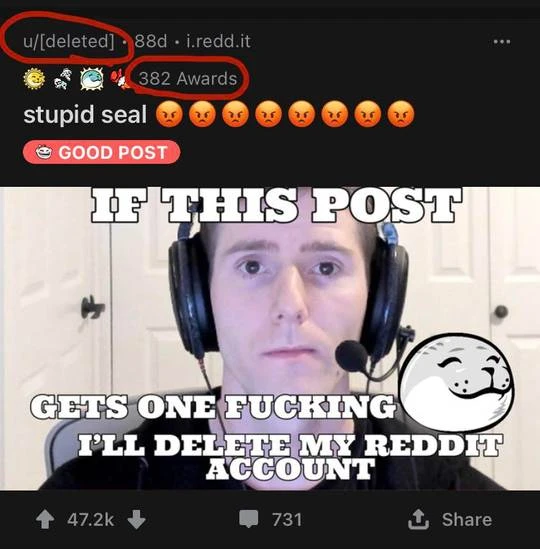 u/[deleted] • 88d • i.redd.it
382 Awards
stupid seal 😡😡😡😡😡😡😡😡
GOOD POST
IF THIS POST
GETS ONE FUCKING
I'LL DELETE MY REDDIT
ACCOUNT
47.2k 731 Share